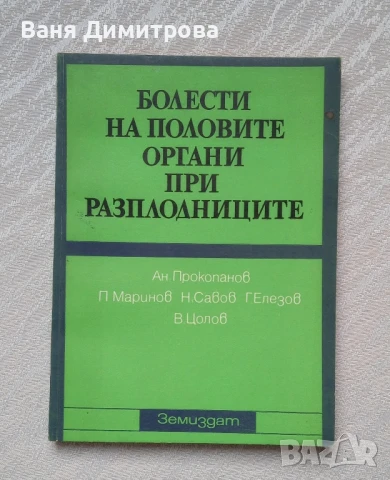 Ваня Димитрова
БОЛЕСТИ
НА ПОЛОВИТЕ
ОРГАНИ
ПРИ
РАЗПЛОДНИЦИТЕ
Ан. Прокопанов
П. Маринов Н. Савов Г. Елезов
В. Цолов
Земиздат
BAZAR